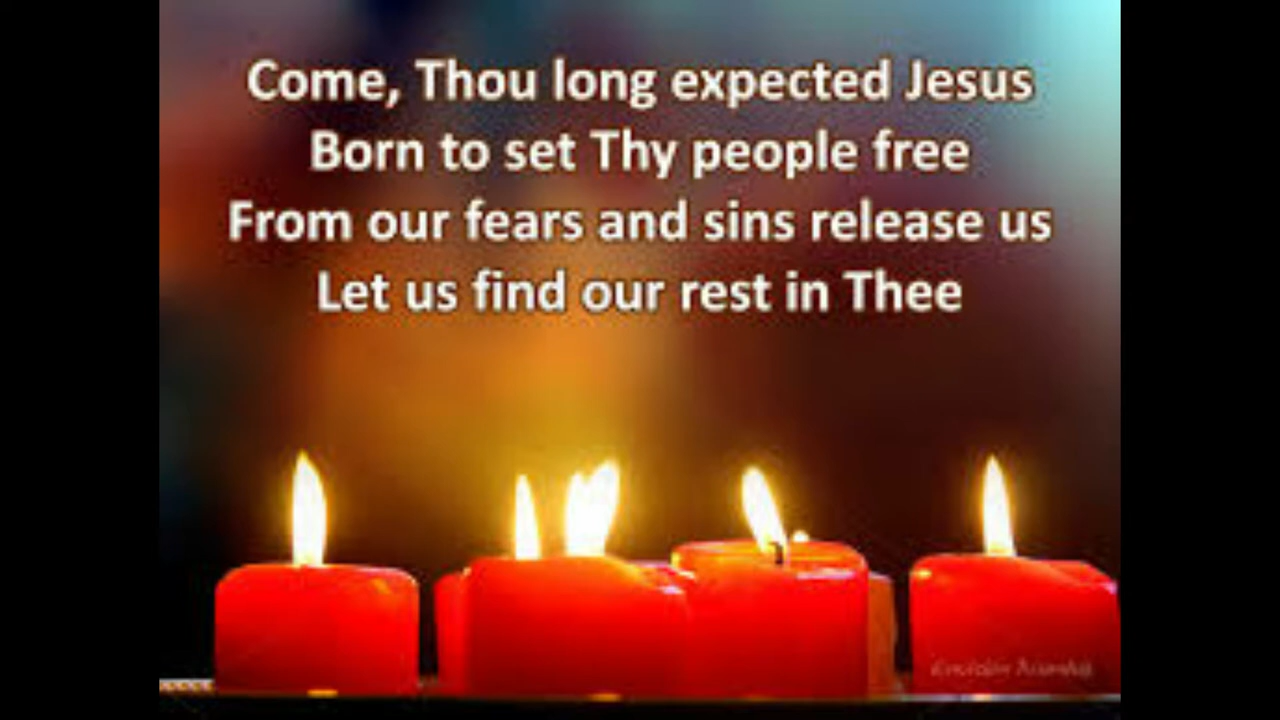 Come, Thou long expected Jesus
Born to set Thy people free
From our fears and sins release us
Let us find our rest in Thee